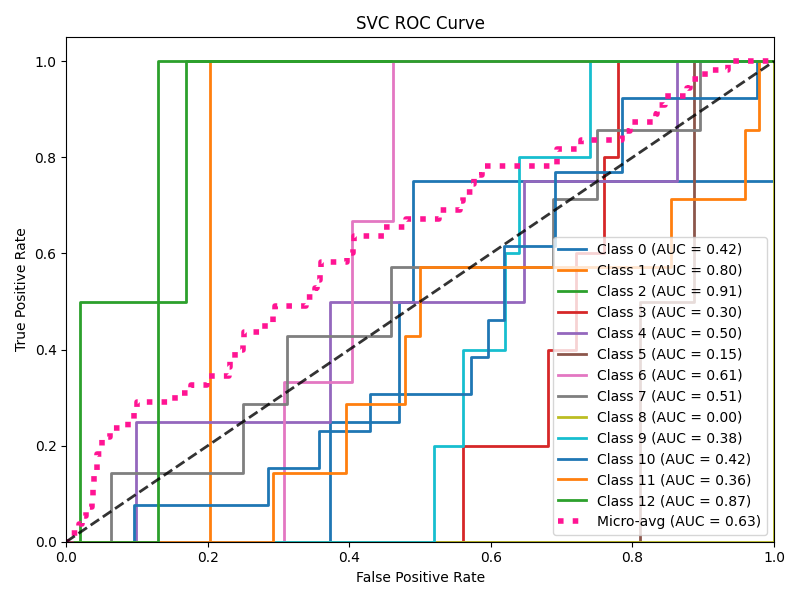 SVC ROC Curve
True Positive Rate
1.0
0.8
0.6
0.4
0.2
0.0
0.0 0.2 0.4 0.6 0.8 1.0
False Positive Rate
Class 0 (AUC = 0.42)
Class 1 (AUC = 0.80)
Class 2 (AUC = 0.91)
Class 3 (AUC = 0.30)
Class 4 (AUC = 0.50)
Class 5 (AUC = 0.15)
Class 6 (AUC = 0.61)
Class 7 (AUC = 0.51)
Class 8 (AUC = 0.00)
Class 9 (AUC = 0.38)
Class 10 (AUC = 0.42)
Class 11 (AUC = 0.36)
Class 12 (AUC = 0.87)
Micro-avg (AUC = 0.63)